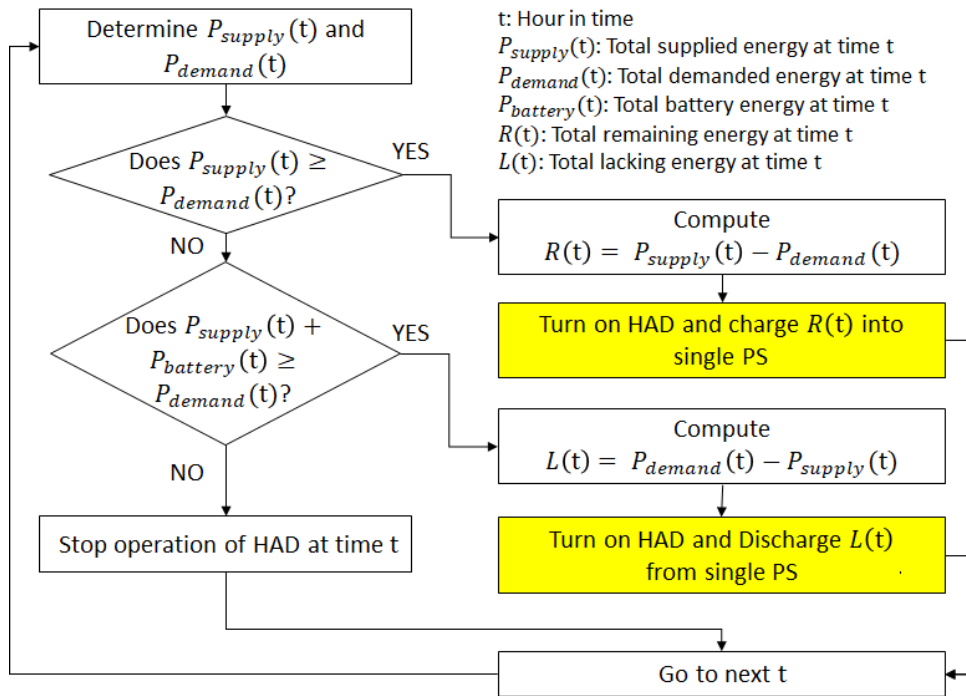 Determine P_supply(t) and
P_demand(t)
t: Hour in time
P_supply(t): Total supplied energy at time t
P_demand(t): Total demanded energy at time t
P_battery(t): Total battery energy at time t
R(t): Total remaining energy at time t
L(t): Total lacking energy at time t
Does P_supply(t) ≥
P_demand(t)?
YES
NO
Compute
R(t) = P_supply(t) − P_demand(t)
Turn on HAD and charge R(t) into
single PS
Does P_supply(t) +
P_battery(t) ≥
P_demand(t)?
YES
NO
Compute
L(t) = P_demand(t) − P_supply(t)
Turn on HAD and Discharge L(t)
from single PS
Stop operation of HAD at time t
Go to next t